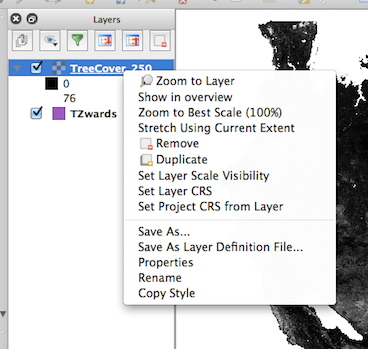 Layers
TreeCover_250
0
76
TZwards
Zoom to Layer
Show in overview
Zoom to Best Scale (100%)
Stretch Using Current Extent
Remove
Duplicate
Set Layer Scale Visibility
Set Layer CRS
Set Project CRS from Layer
Save As...
Save As Layer Definition File...
Properties
Rename
Copy Style